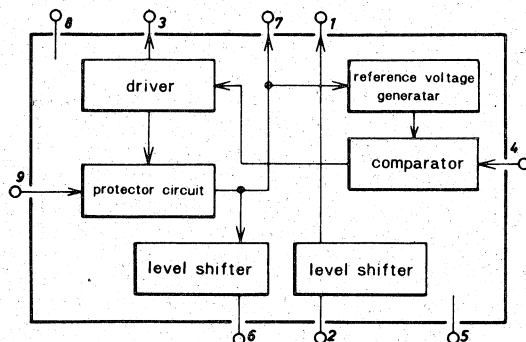 8
3
7
1
driver
reference voltage
generatar
4
comparator
9
protector circuit
level shifter
level shifter
6
2
5